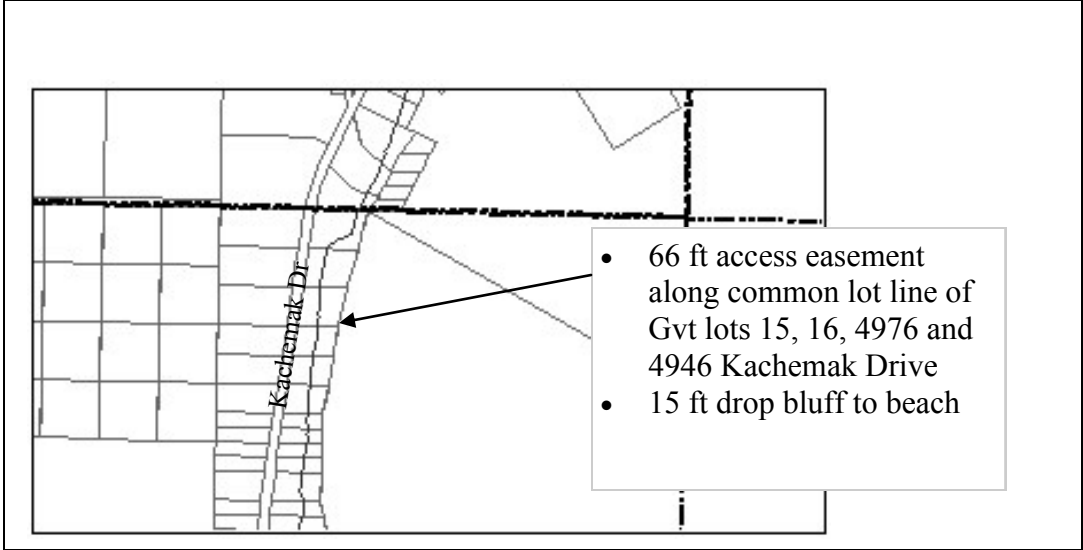 Kachemak Dr
• 66 ft access easement
along common lot line of
Gvt lots 15, 16, 4976 and
4946 Kachemak Drive
• 15 ft drop bluff to beach